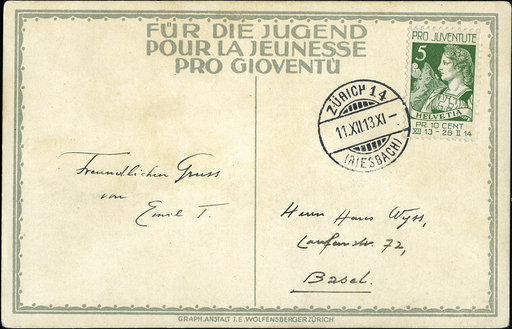 FÜR DIE JUGEND
POUR LA JEUNESSE
PRO GIOVENTÙ
PRO JUVENTUTE
5
HELVETIA
PR. 10 CENT.
XII 13 - 28 II 14
ZÜRICH 14
11.XII.13.XI-
(RIESBACH)
Freundlichen Gruss
von
Emil T.
Herrn Hans Wyss,
Laufenstr. 72,
Basel.
GRAPH. ANSTALT J. E. WOLFENSBERGER ZÜRICH